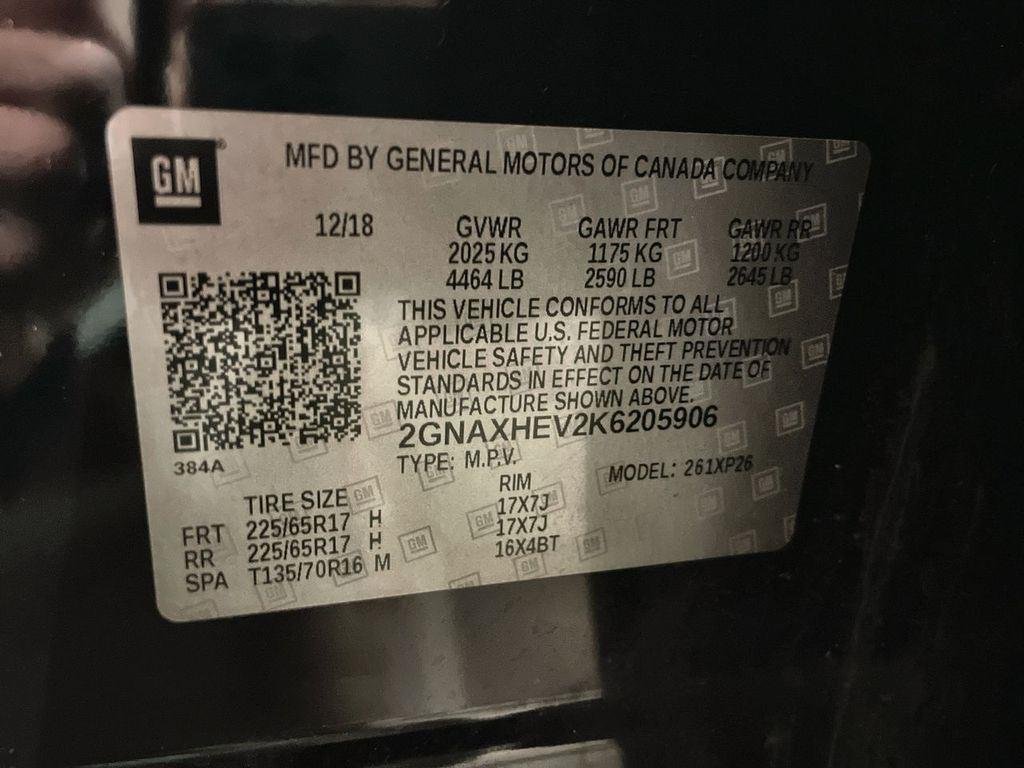 GM
MFD BY GENERAL MOTORS OF CANADA COMPANY
12/18 GVWR GAWR FRT GAWR RR
2025 KG 1175 KG 1200 KG
4464 LB 2590 LB 2645 LB
THIS VEHICLE CONFORMS TO ALL
APPLICABLE U.S. FEDERAL MOTOR
VEHICLE SAFETY AND THEFT PREVENTION
STANDARDS IN EFFECT ON THE DATE OF
MANUFACTURE SHOWN ABOVE.
2GNAXHEV2K6205906
384A
TYPE: M.P.V. MODEL: 261XP26
TIRE SIZE RIM
FRT 225/65R17 H 17X7J
RR 225/65R17 H 17X7J
SPA T135/70R16 M 16X4BT